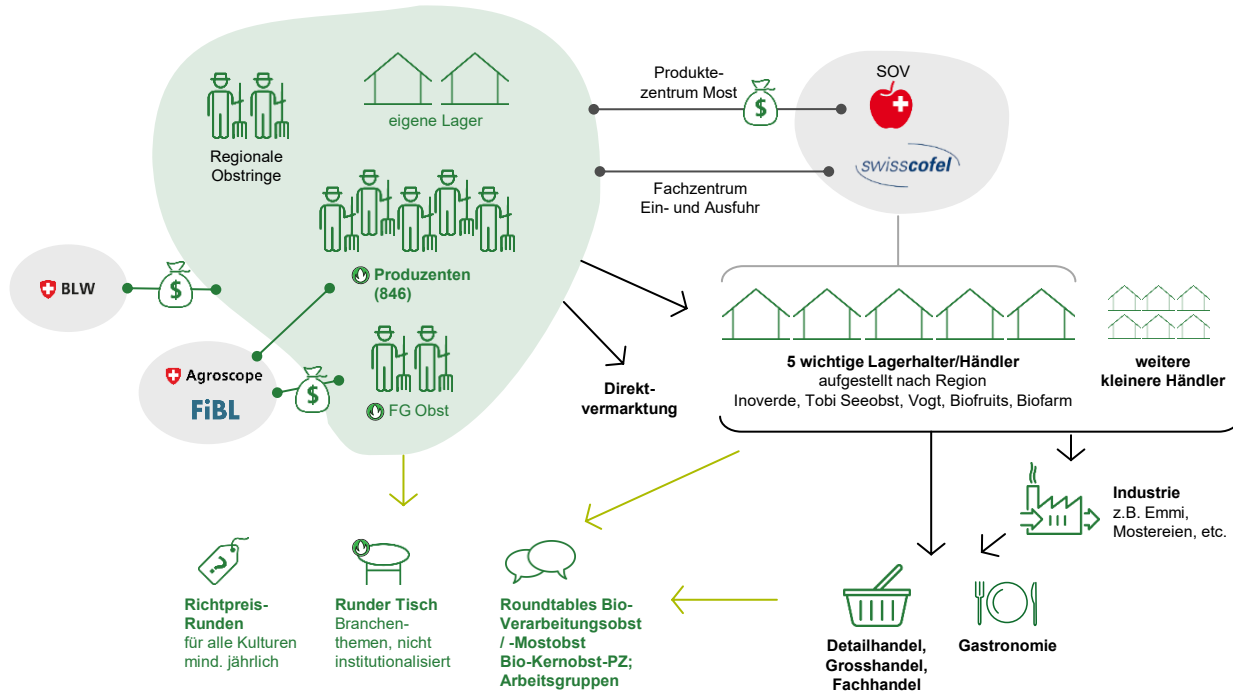 SOV
swisscofel
Produkte-
zentrum Most
$
Fachzentrum
Ein- und Ausfuhr
eigene Lager
Regionale
Obstringe
Produzenten
(846)
BLW
$
Agroscope
FiBL
$
FG Obst
Direkt-
vermarktung
5 wichtige Lagerhalter/Händler
aufgestellt nach Region
Inoverde, Tobi Seeobst, Vogt, Biofruits, Biofarm
weitere
kleinere Händler
Industrie
z.B. Emmi,
Mostereien, etc.
?
Richtpreis-
Runden
für alle Kulturen
mind. jährlich
Runder Tisch
Branchen-
themen, nicht
institutionalisiert
Roundtables Bio-
Verarbeitungsobst
/ -Mostobst
Bio-Kernobst-PZ;
Arbeitsgruppen
Detailhandel,
Grosshandel,
Fachhandel
Gastronomie